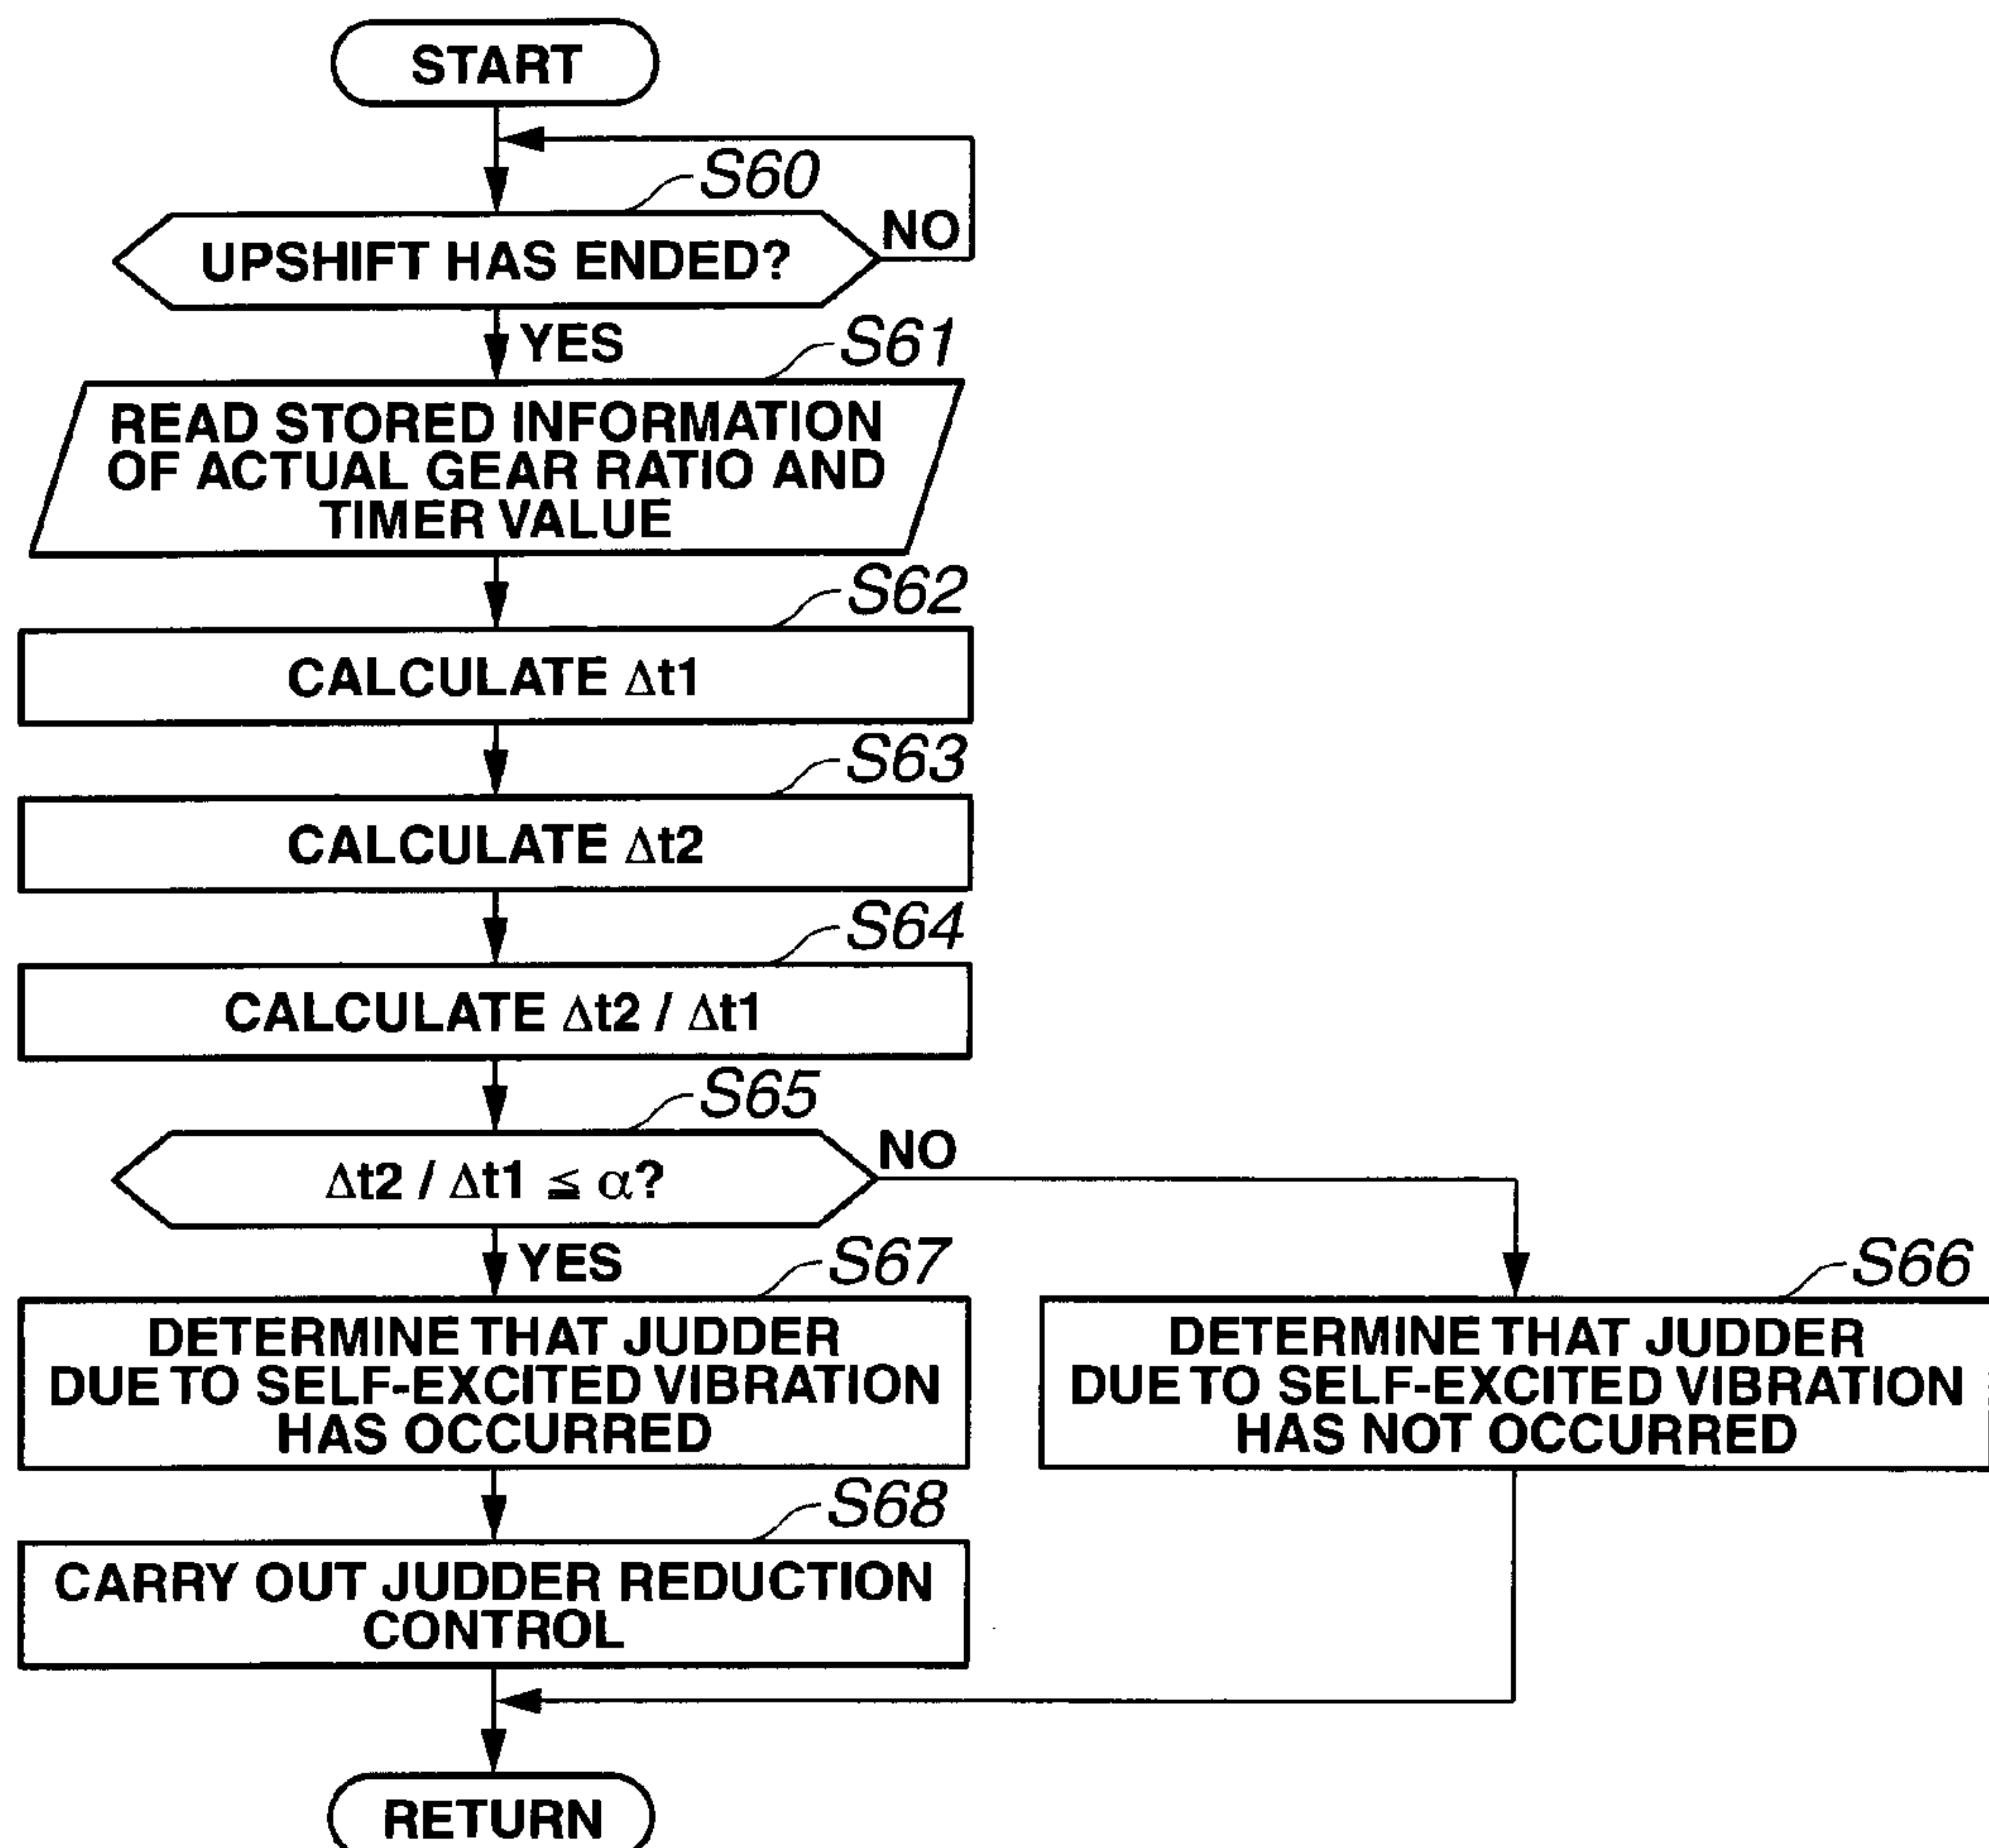 START
S60
UPSHIFT HAS ENDED?
NO
YES
S61
READ STORED INFORMATION
OF ACTUAL GEAR RATIO AND
TIMER VALUE
S62
CALCULATE Δt1
S63
CALCULATE Δt2
S64
CALCULATE Δt2 / Δt1
S65
Δt2 / Δt1 ≦ α?
NO
YES
S67
DETERMINE THAT JUDDER
DUE TO SELF-EXCITED VIBRATION
HAS OCCURRED
S66
DETERMINE THAT JUDDER
DUE TO SELF-EXCITED VIBRATION
HAS NOT OCCURRED
S68
CARRY OUT JUDDER REDUCTION
CONTROL
RETURN